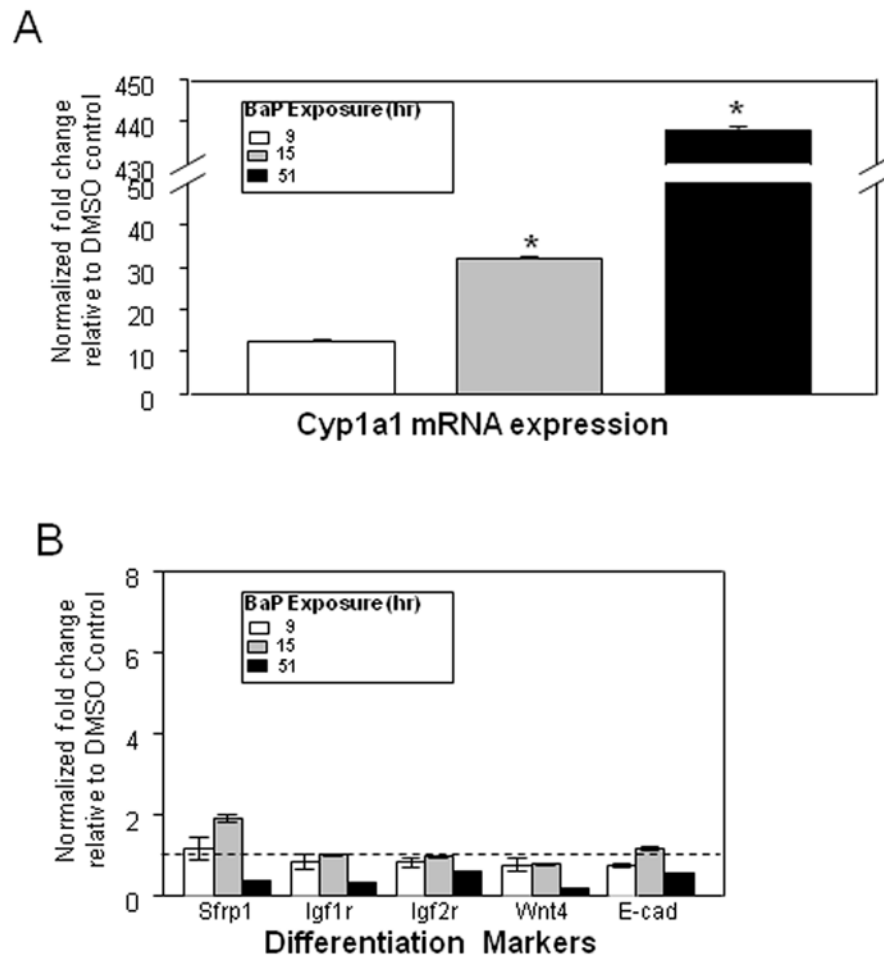 A
Normalized fold change
relative to DMSO control
450
440
430
50
40
30
20
10
0
BaP Exposure (hr)
9
15
51
*
*
Cyp1a1 mRNA expression
B
Normalized fold change
relative to DMSO Control
8
6
4
2
0
BaP Exposure (hr)
9
15
51
Sfrp1 Igf1r Igf2r Wnt4 E-cad
Differentiation Markers